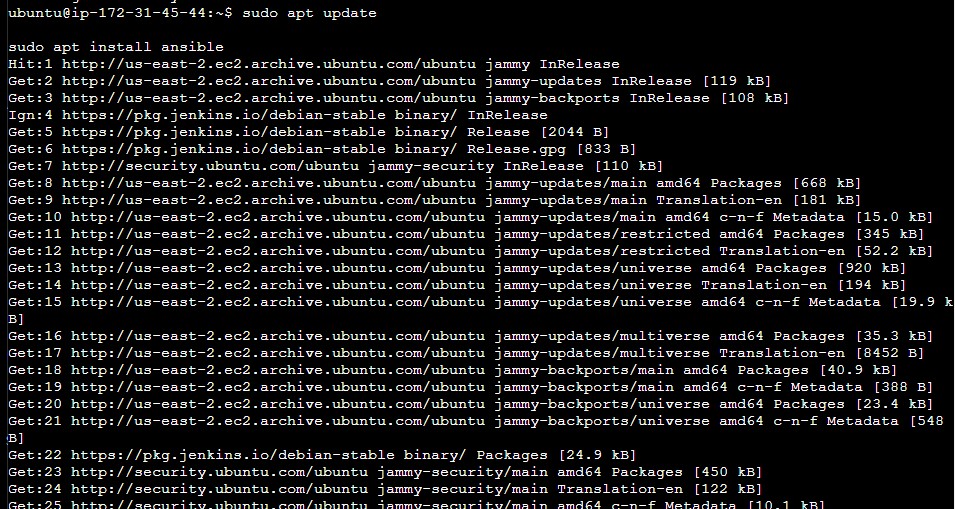 ubuntu@ip-172-31-45-44:~$ sudo apt update
sudo apt install ansible
Hit:1 http://us-east-2.ec2.archive.ubuntu.com/ubuntu jammy InRelease
Get:2 http://us-east-2.ec2.archive.ubuntu.com/ubuntu jammy-updates InRelease [119 kB]
Get:3 http://us-east-2.ec2.archive.ubuntu.com/ubuntu jammy-backports InRelease [108 kB]
Ign:4 https://pkg.jenkins.io/debian-stable binary/ InRelease
Get:5 https://pkg.jenkins.io/debian-stable binary/ Release [2044 B]
Get:6 https://pkg.jenkins.io/debian-stable binary/ Release.gpg [833 B]
Get:7 http://security.ubuntu.com/ubuntu jammy-security InRelease [110 kB]
Get:8 http://us-east-2.ec2.archive.ubuntu.com/ubuntu jammy-updates/main amd64 Packages [668 kB]
Get:9 http://us-east-2.ec2.archive.ubuntu.com/ubuntu jammy-updates/main Translation-en [181 kB]
Get:10 http://us-east-2.ec2.archive.ubuntu.com/ubuntu jammy-updates/main amd64 c-n-f Metadata [15.0 kB]
Get:11 http://us-east-2.ec2.archive.ubuntu.com/ubuntu jammy-updates/restricted amd64 Packages [345 kB]
Get:12 http://us-east-2.ec2.archive.ubuntu.com/ubuntu jammy-updates/restricted Translation-en [52.2 kB]
Get:13 http://us-east-2.ec2.archive.ubuntu.com/ubuntu jammy-updates/universe amd64 Packages [920 kB]
Get:14 http://us-east-2.ec2.archive.ubuntu.com/ubuntu jammy-updates/universe Translation-en [194 kB]
Get:15 http://us-east-2.ec2.archive.ubuntu.com/ubuntu jammy-updates/universe amd64 c-n-f Metadata [19.9 k
B]
Get:16 http://us-east-2.ec2.archive.ubuntu.com/ubuntu jammy-updates/multiverse amd64 Packages [35.3 kB]
Get:17 http://us-east-2.ec2.archive.ubuntu.com/ubuntu jammy-updates/multiverse Translation-en [8452 B]
Get:18 http://us-east-2.ec2.archive.ubuntu.com/ubuntu jammy-backports/main amd64 Packages [40.9 kB]
Get:19 http://us-east-2.ec2.archive.ubuntu.com/ubuntu jammy-backports/main amd64 c-n-f Metadata [388 B]
Get:20 http://us-east-2.ec2.archive.ubuntu.com/ubuntu jammy-backports/universe amd64 Packages [23.4 kB]
Get:21 http://us-east-2.ec2.archive.ubuntu.com/ubuntu jammy-backports/universe amd64 c-n-f Metadata [548
B]
Get:22 https://pkg.jenkins.io/debian-stable binary/ Packages [24.9 kB]
Get:23 http://security.ubuntu.com/ubuntu jammy-security/main amd64 Packages [450 kB]
Get:24 http://security.ubuntu.com/ubuntu jammy-security/main Translation-en [122 kB]
Get:25 http://security.ubuntu.com/ubuntu jammy-security/main amd64 c-n-f Metadata [10.1 kB]